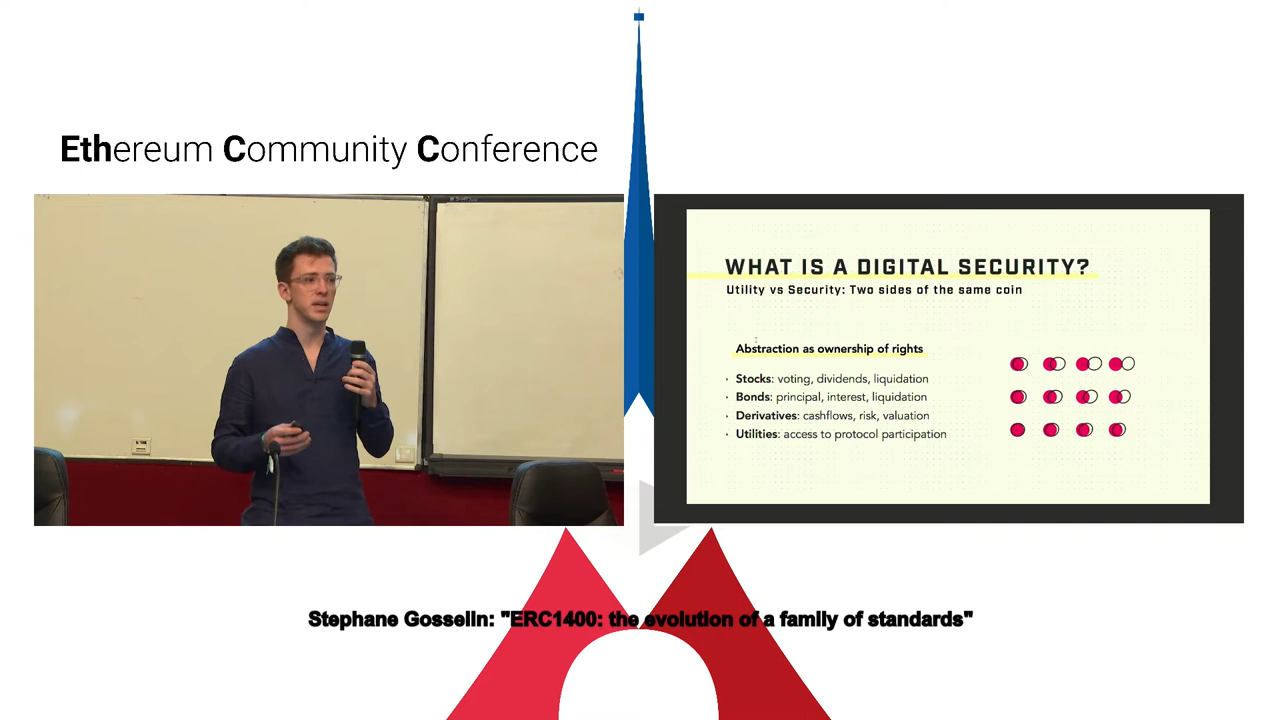 Ethereum Community Conference
WHAT IS A DIGITAL SECURITY?
Utility vs Security: Two sides of the same coin
Abstraction as ownership of rights
Stocks: voting, dividends, liquidation
Bonds: principal, interest, liquidation
Derivatives: cashflows, risk, valuation
Utilities: access to protocol participation
Stephane Gosselin: "ERC1400: the evolution of a family of standards"